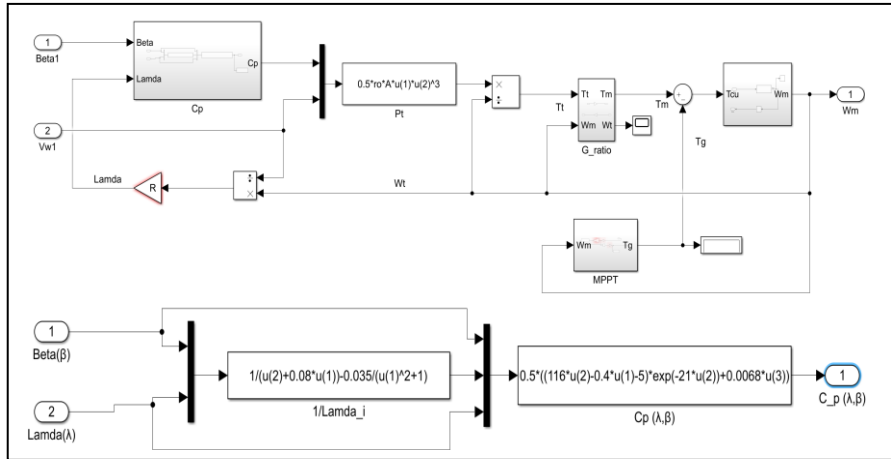 1
Beta1
Beta
Cp
Lamda
Cp
2
Vw1
Lamda
R
0.5*ro*A*u(1)*u(2)^3
Pt
×
÷
Tt
Tt Tm
Wm Wt
G_ratio
Tm
Tg
Tcu Wm
1
Wm
÷
×
Wt
Wm Tg
MPPT
1
Beta(β)
2
Lamda(λ)
1/(u(2)+0.08*u(1))-0.035/(u(1)^2+1)
1/Lamda_i
0.5*((116*u(2)-0.4*u(1)-5)*exp(-21*u(2))+0.0068*u(3))
Cp (λ,β)
1
C_p (λ,β)